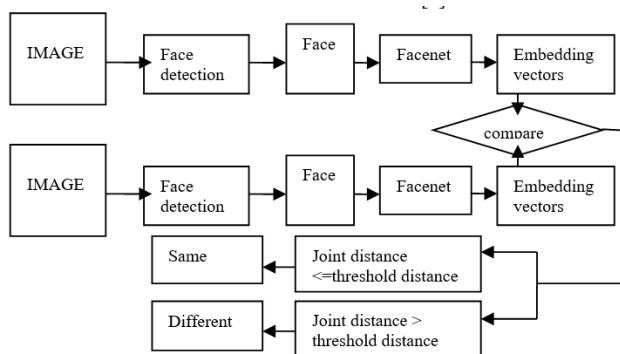 IMAGE
Face
detection
Face
Facenet
Embedding
vectors
compare
IMAGE
Face
detection
Face
Facenet
Embedding
vectors
Same
Joint distance
<=threshold distance
Different
Joint distance >
threshold distance